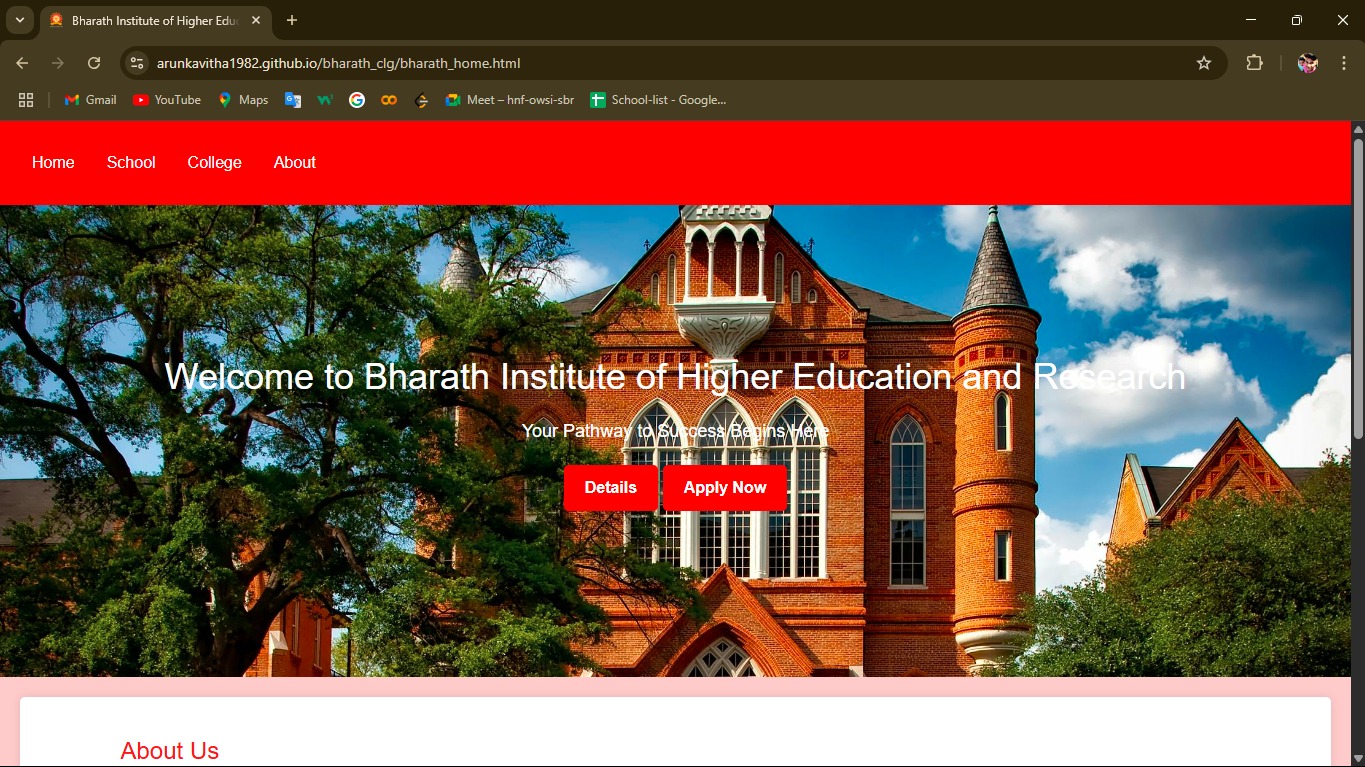 Bharath Institute of Higher Edu
arunkavitha1982.github.io/bharath_clg/bharath_home.html
Gmail YouTube Maps Meet – hnf-owsi-sbr School-list - Google...
Home School College About
Welcome to Bharath Institute of Higher Education and Research
Your Pathway to Success Begins Here
Details Apply Now
About Us